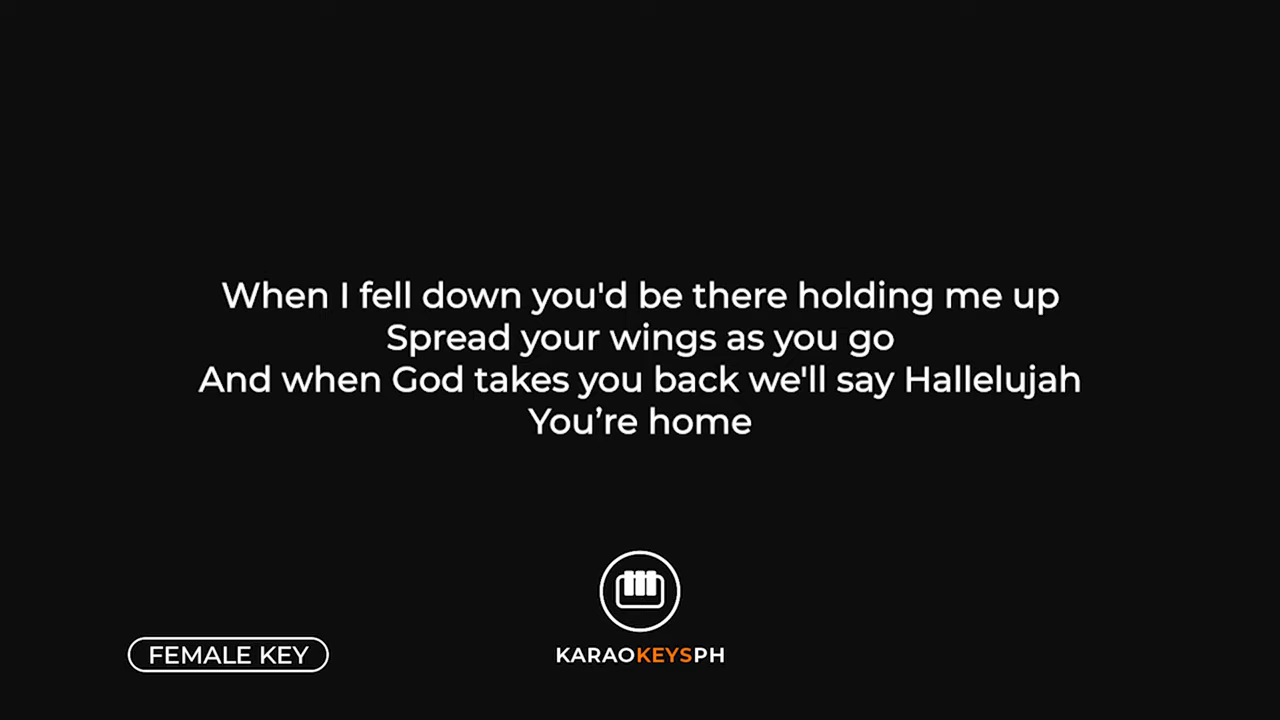 When I fell down you'd be there holding me up
Spread your wings as you go
And when God takes you back we'll say Hallelujah
You’re home
FEMALE KEY
KARAOKEYSPH